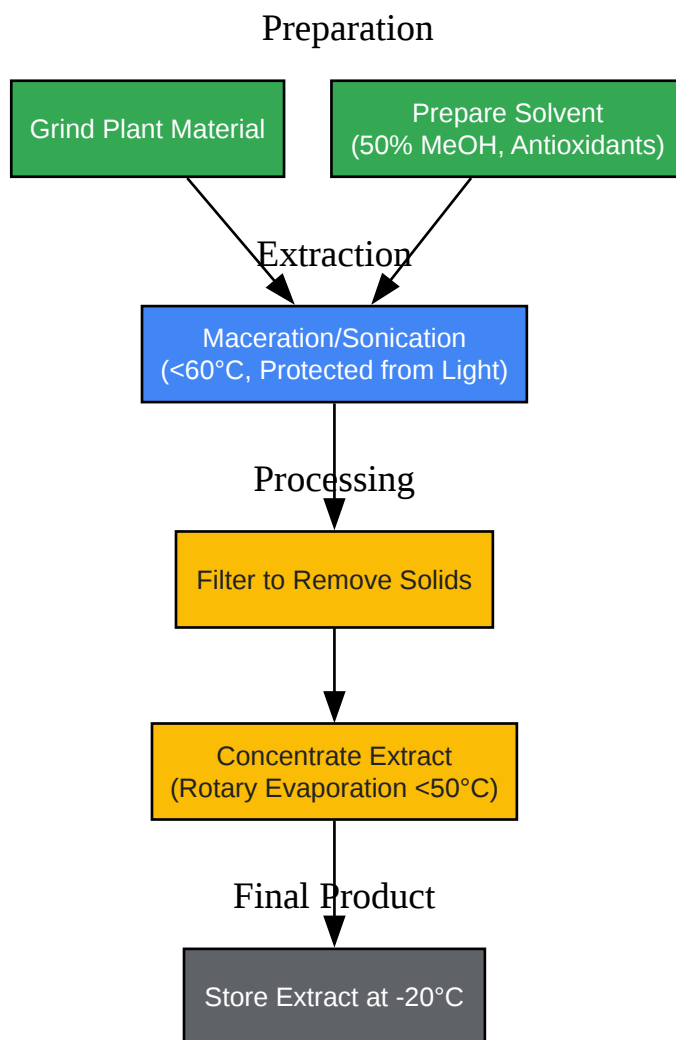 Preparation
Grind Plant Material
Prepare Solvent
(50% MeOH, Antioxidants)
Extraction
Maceration/Sonication
(<60°C, Protected from Light)
Processing
Filter to Remove Solids
Concentrate Extract
(Rotary Evaporation <50°C)
Final Product
Store Extract at -20°C